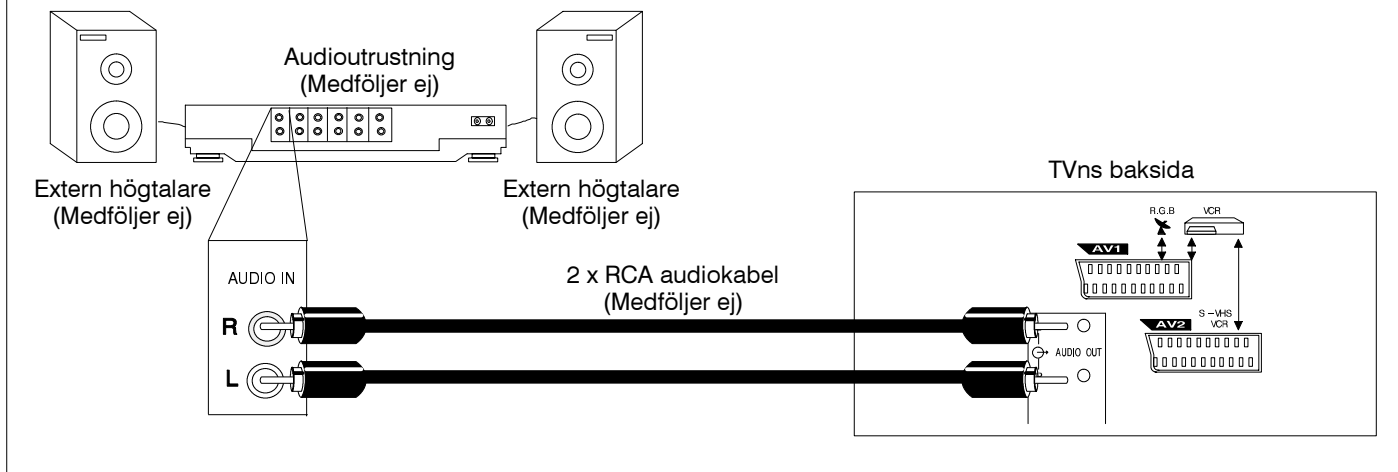 Audioutrustning
(Medföljer ej)
Extern högtalare
(Medföljer ej)
Extern högtalare
(Medföljer ej)
TVns baksida
R.G.B
VCR
AV1
S-VHS
VCR
AV2
AUDIO IN
2 x RCA audiokabel
(Medföljer ej)
R
AUDIO OUT
L